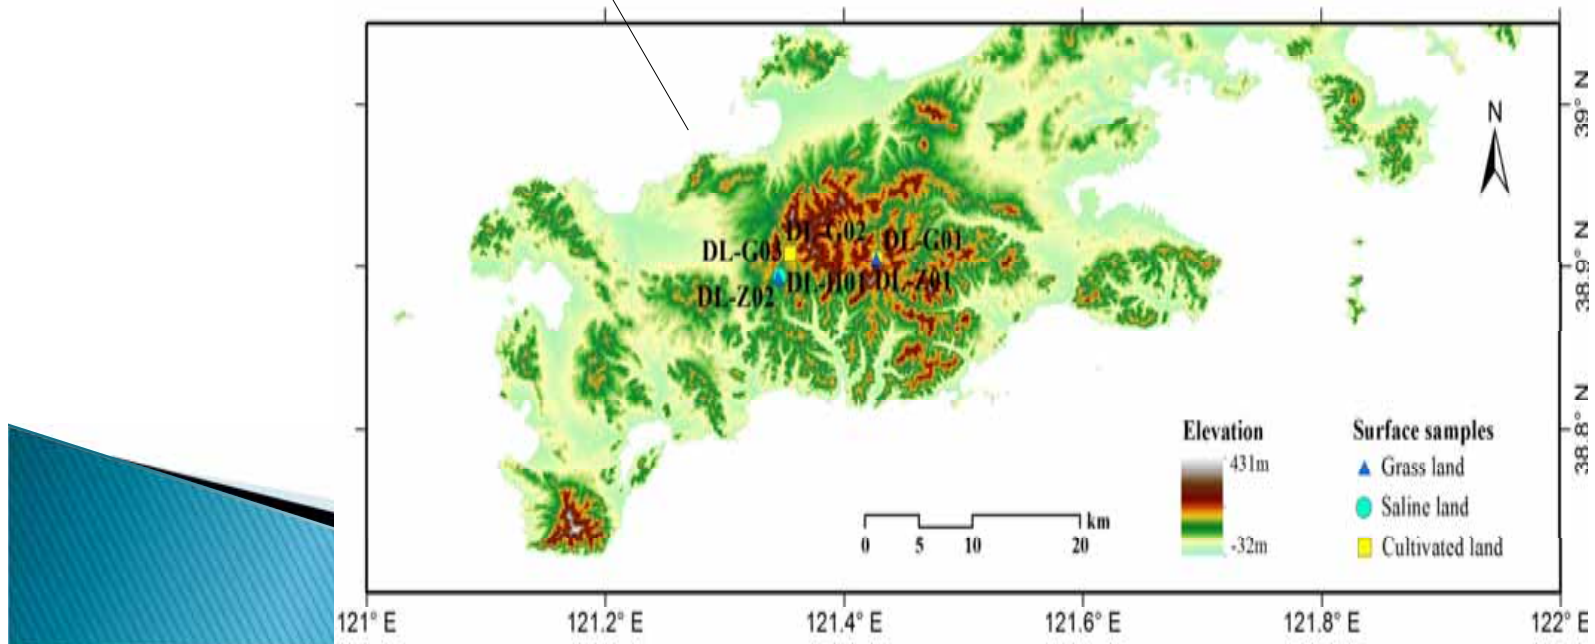 N
39° N
38.9° N
38.8° N
DL-G02
DL-G01
DL-G03
DL-H01
DL-Z01
DL-Z02
Elevation
431m
-32m
Surface samples
Grass land
Saline land
Cultivated land
km
0 5 10 20
121° E 121.2° E 121.4° E 121.6° E 121.8° E 122° E